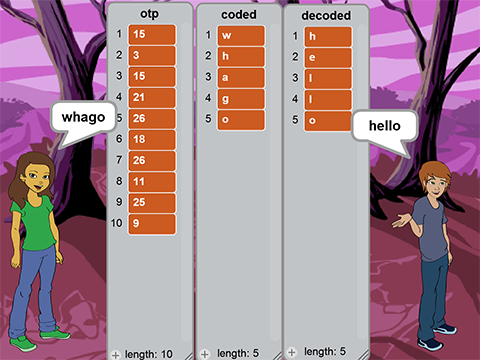 otp
1 15
2 3
3 15
4 21
5 26
6 18
7 26
8 11
9 25
10 9
+ length: 10
coded
1 w
2 h
3 a
4 g
5 o
+ length: 5
decoded
1 h
2 e
3 l
4 l
5 o
+ length: 5
whago
hello